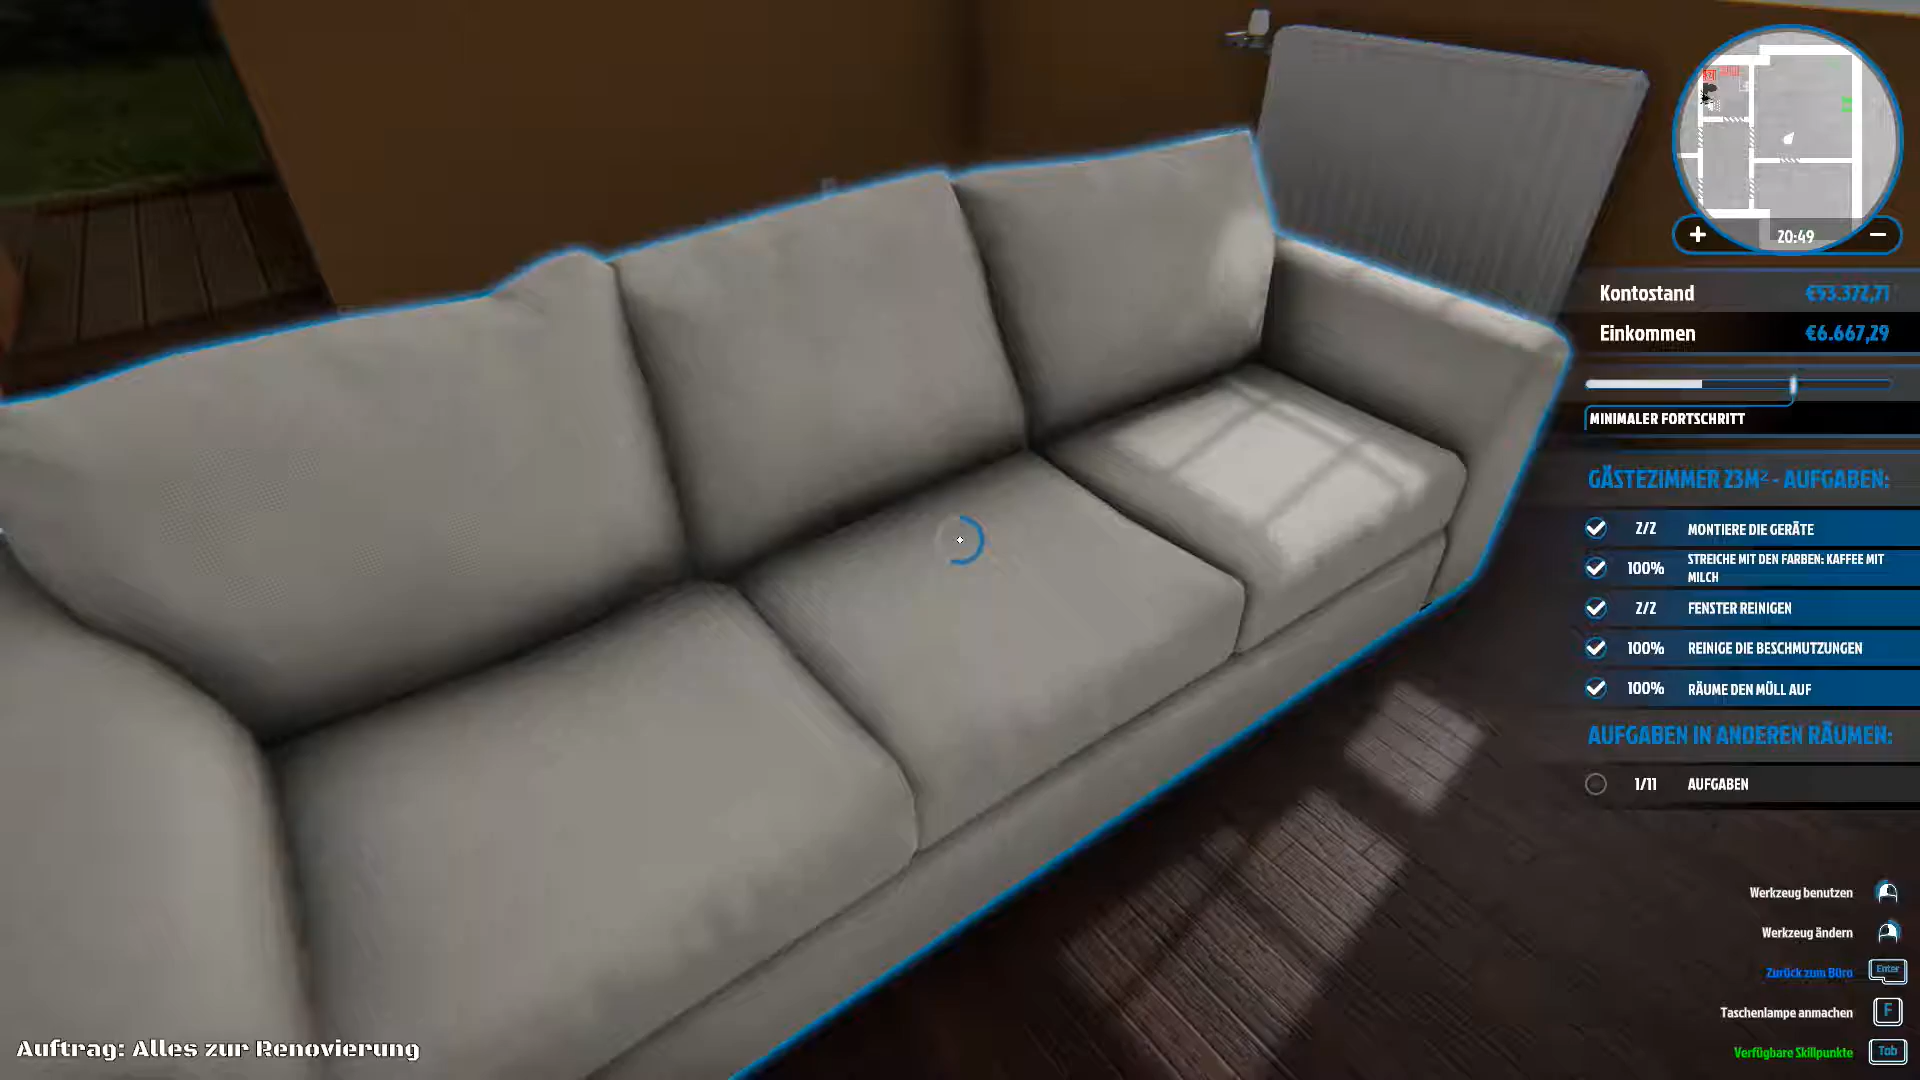 20:49
Kontostand €53.372,71
Einkommen €6.667,29
MINIMALER FORTSCHRITT
GÄSTEZIMMER 23M² - AUFGABEN:
2/2 MONTIERE DIE GERÄTE
100% STREICHE MIT DEN FARBEN: KAFFEE MIT
MILCH
2/2 FENSTER REINIGEN
100% REINIGE DIE BESCHMUTZUNGEN
100% RÄUME DEN MÜLL AUF
AUFGABEN IN ANDEREN RÄUMEN:
1/11 AUFGABEN
Werkzeug benutzen
Werkzeug ändern
Zurück zum Büro Enter
Taschenlampe anmachen F
Verfügbare Skillpunkte Tab
Auftrag: Alles zur Renovierung